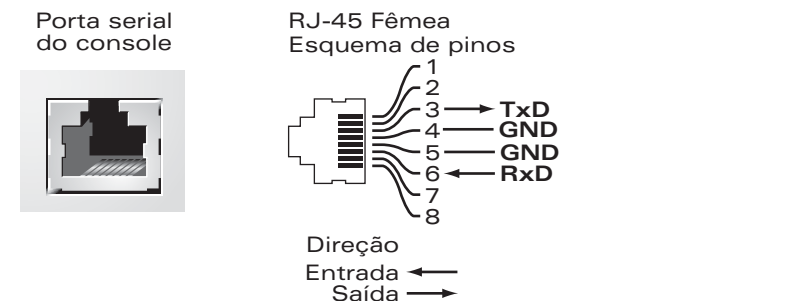 Porta serial
do console
RJ-45 Fêmea
Esquema de pinos
1
2
3 TxD
4 GND
5 GND
6 RxD
7
8
Direção
Entrada
Saída